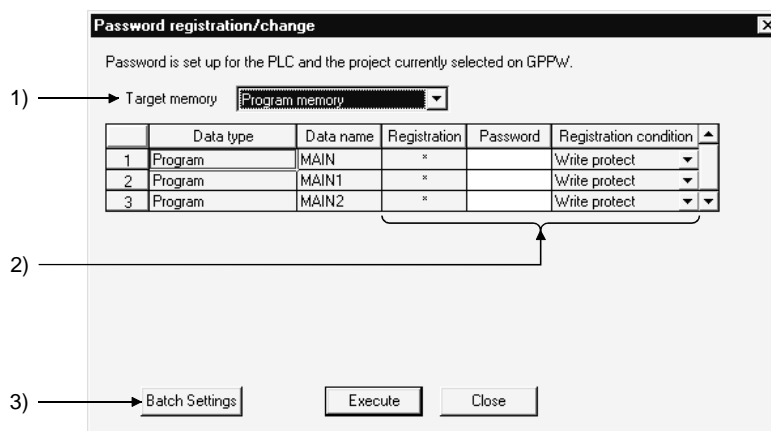 Password registration/change
Password is set up for the PLC and the project currently selected on GPPW.
1) Target memory Program memory
Data type Data name Registration Password Registration condition
1 Program MAIN * Write protect
2 Program MAIN1 * Write protect
3 Program MAIN2 * Write protect
2)
3) Batch Settings Execute Close